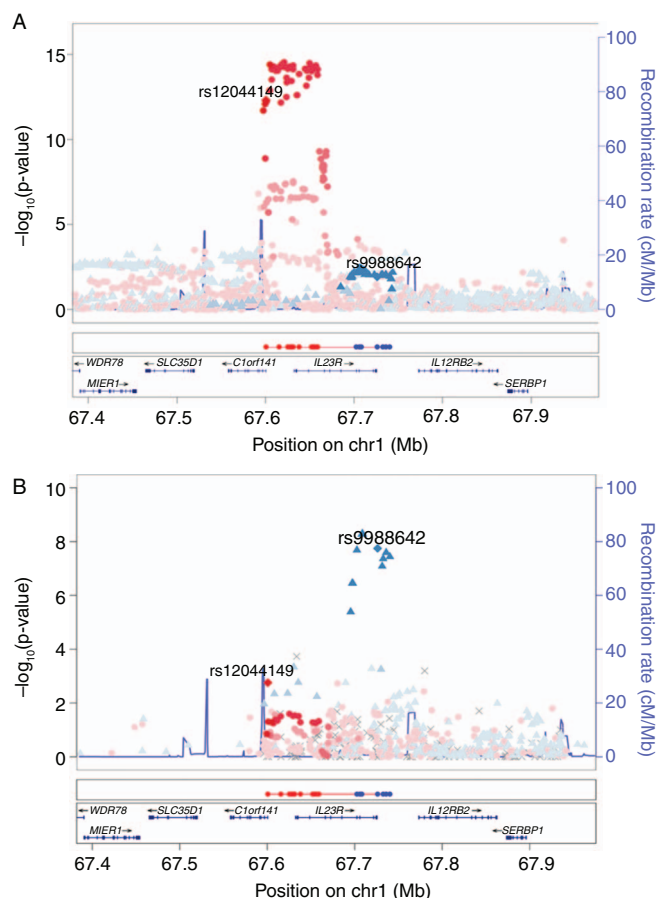 A
15
10
5
0
−log10(p-value)
100
80
60
40
20
0
Recombination rate (cM/Mb)
rs12044149
rs9988642
WDR78
SLC35D1
C1orf141
IL23R
IL12RB2
MIER1
SERBP1
67.4
67.5
67.6
67.7
67.8
67.9
Position on chr1 (Mb)
B
10
8
6
4
2
0
−log10(p-value)
100
80
60
40
20
0
Recombination rate (cM/Mb)
rs9988642
rs12044149
WDR78
SLC35D1
C1orf141
IL23R
IL12RB2
MIER1
SERBP1
67.4
67.5
67.6
67.7
67.8
67.9
Position on chr1 (Mb)